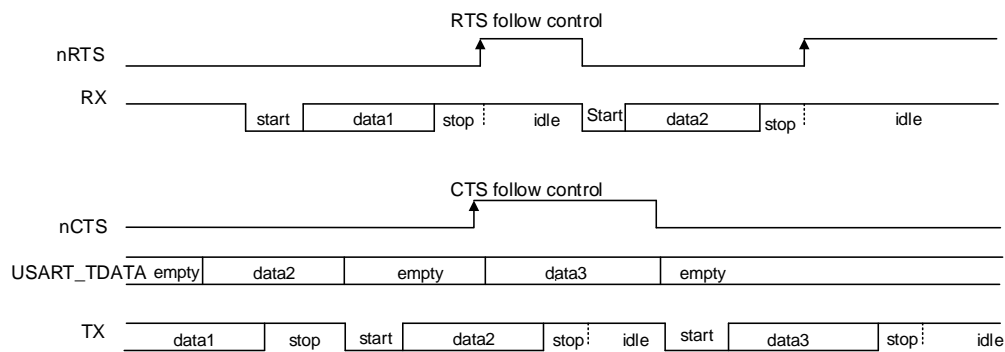 RTS follow control
nRTS
RX
start data1 stop idle Start data2 stop idle
CTS follow control
nCTS
USART_TDATA empty data2 empty data3 empty
TX
data1 stop start data2 stop idle start data3 stop idle